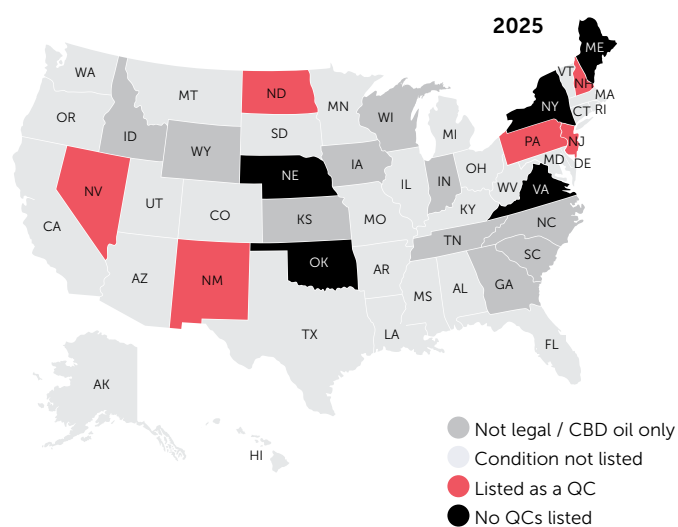 2025
ME
WA
VT
NH
MT
ND
MN
MA
OR
NY
CT RI
SD
WI
MI
ID
WY
PA
NJ
IA
MD
DE
NE
OH
NV
IL
IN
WV
VA
UT
CO
KS
MO
KY
CA
NC
TN
OK
SC
AZ
NM
AR
MS
AL
GA
TX
LA
FL
AK
HI
Not legal / CBD oil only
Condition not listed
Listed as a QC
No QCs listed